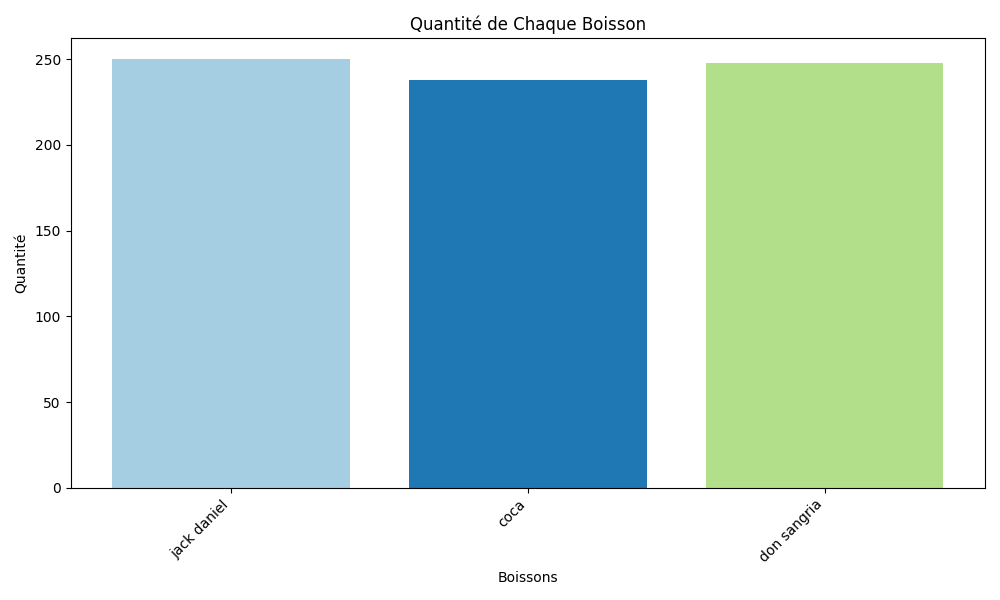 Quantité de Chaque Boisson
Quantité
250
200
150
100
50
0
jack daniel
coca
don sangria
Boissons